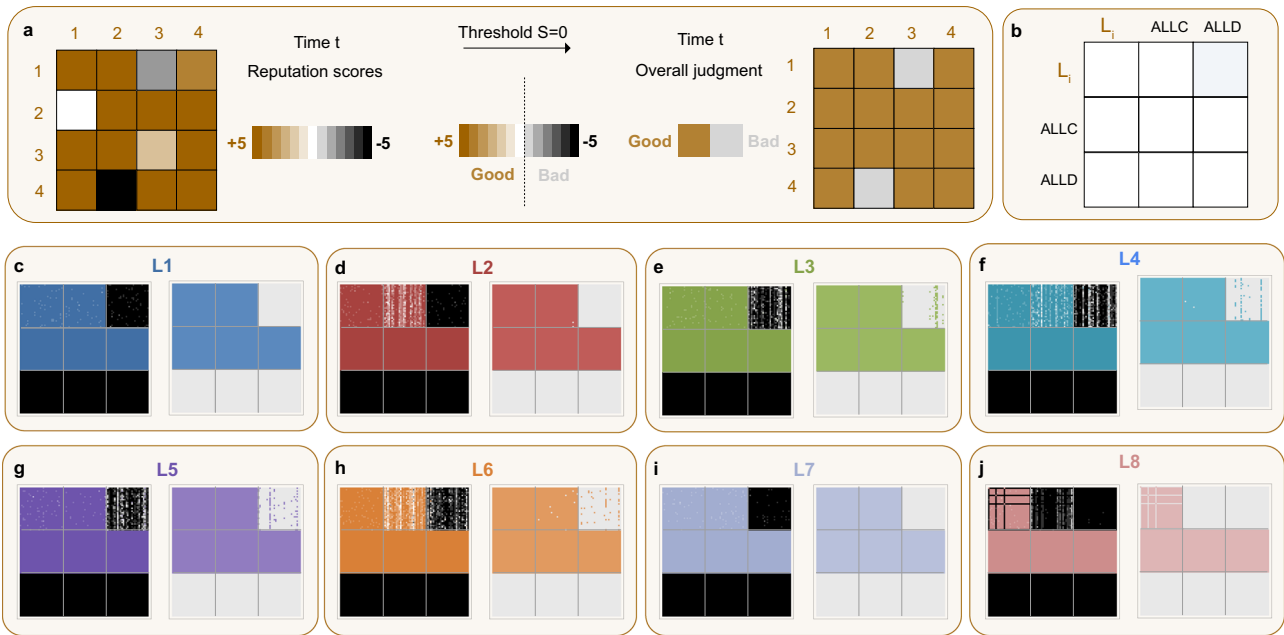 a
1 2 3 4
1
2
3
4
Time t
Reputation scores
+5
-5
Threshold S=0
+5
-5
Good
Bad
Time t
Overall judgment
Good
Bad
1 2 3 4
1
2
3
4
b
Li ALLC ALLD
Li
ALLC
ALLD
c
L1
d
L2
e
L3
f
L4
g
L5
h
L6
i
L7
j
L8